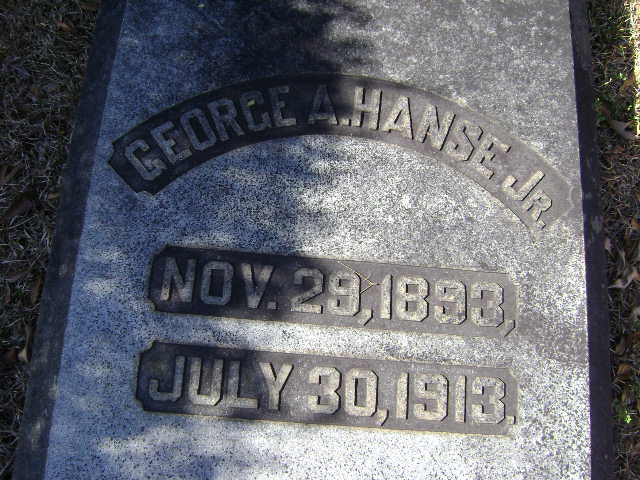 GEORGE A. HANSE JR.
NOV. 29, 1893,
JULY 30, 1913.